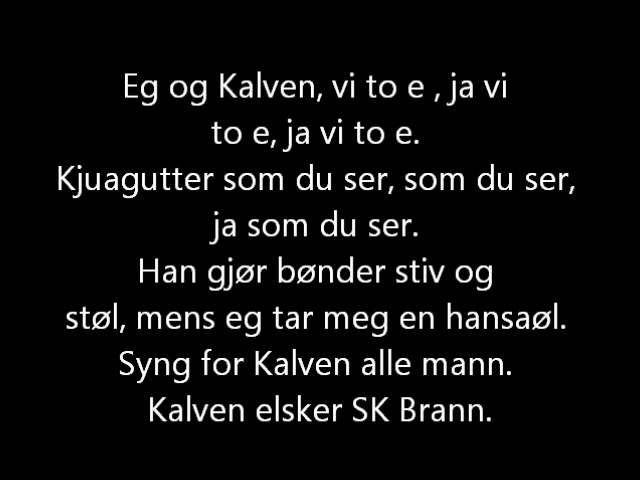 Eg og Kalven, vi to e , ja vi
to e, ja vi to e.
Kjuagutter som du ser, som du ser,
ja som du ser.
Han gjør bønder stiv og
støl, mens eg tar meg en hansaøl.
Syng for Kalven alle mann.
Kalven elsker SK Brann.